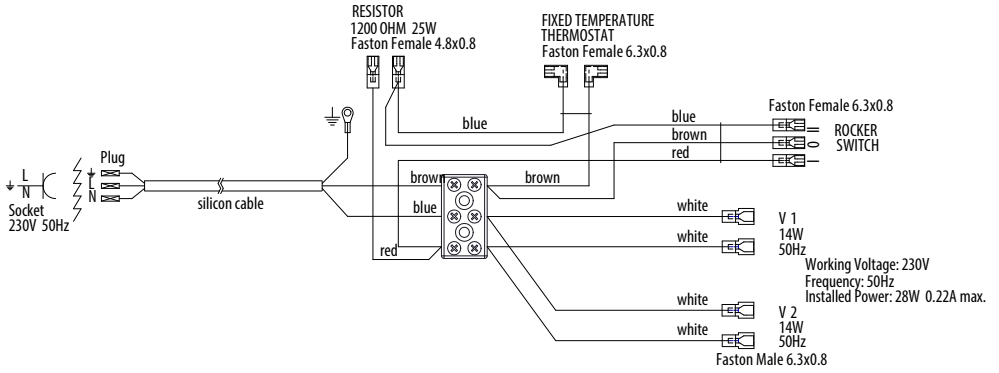 RESISTOR
1200 OHM 25W
Faston Female 4.8x0.8
FIXED TEMPERATURE
THERMOSTAT
Faston Female 6.3x0.8
Faston Female 6.3x0.8
blue
blue
brown
red
ROCKER
SWITCH
Plug
L
N
L
N
Socket
230V 50Hz
silicon cable
brown
brown
blue
red
white
V 1
14W
50Hz
white
Working Voltage: 230V
Frequency: 50Hz
Installed Power: 28W 0.22A max.
white
V 2
14W
50Hz
white
Faston Male 6.3x0.8